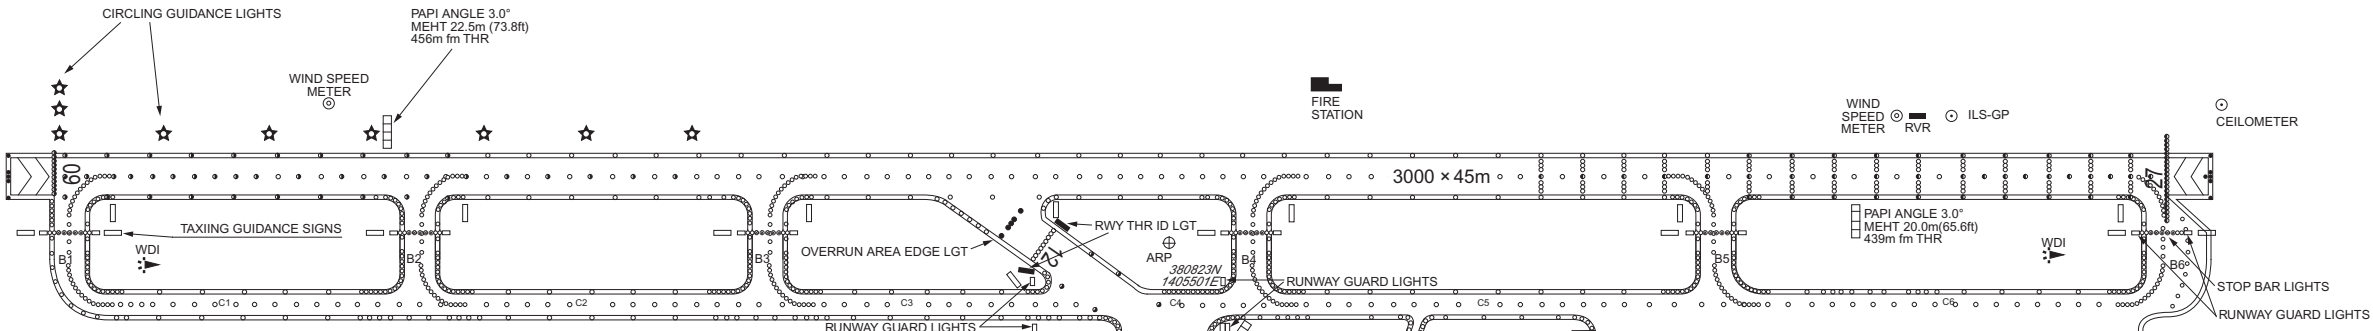 CIRCLING GUIDANCE LIGHTS
PAPI ANGLE 3.0°
MEHT 22.5m (73.8ft)
456m fm THR
WIND SPEED
METER
FIRE
STATION
WIND
SPEED
METER
RVR
ILS-GP
CEILOMETER
09
3000 × 45m
27
TAXIING GUIDANCE SIGNS
WDI
OVERRUN AREA EDGE LGT
RWY THR ID LGT
12
ARP
380823N
1405501E
PAPI ANGLE 3.0°
MEHT 20.0m(65.6ft)
439m fm THR
WDI
B1
B2
B3
B4
B5
B6
RUNWAY GUARD LIGHTS
STOP BAR LIGHTS
C1
C2
C3
C4
C5
C6
RUNWAY GUARD LIGHTS
RUNWAY GUARD LIGHTS